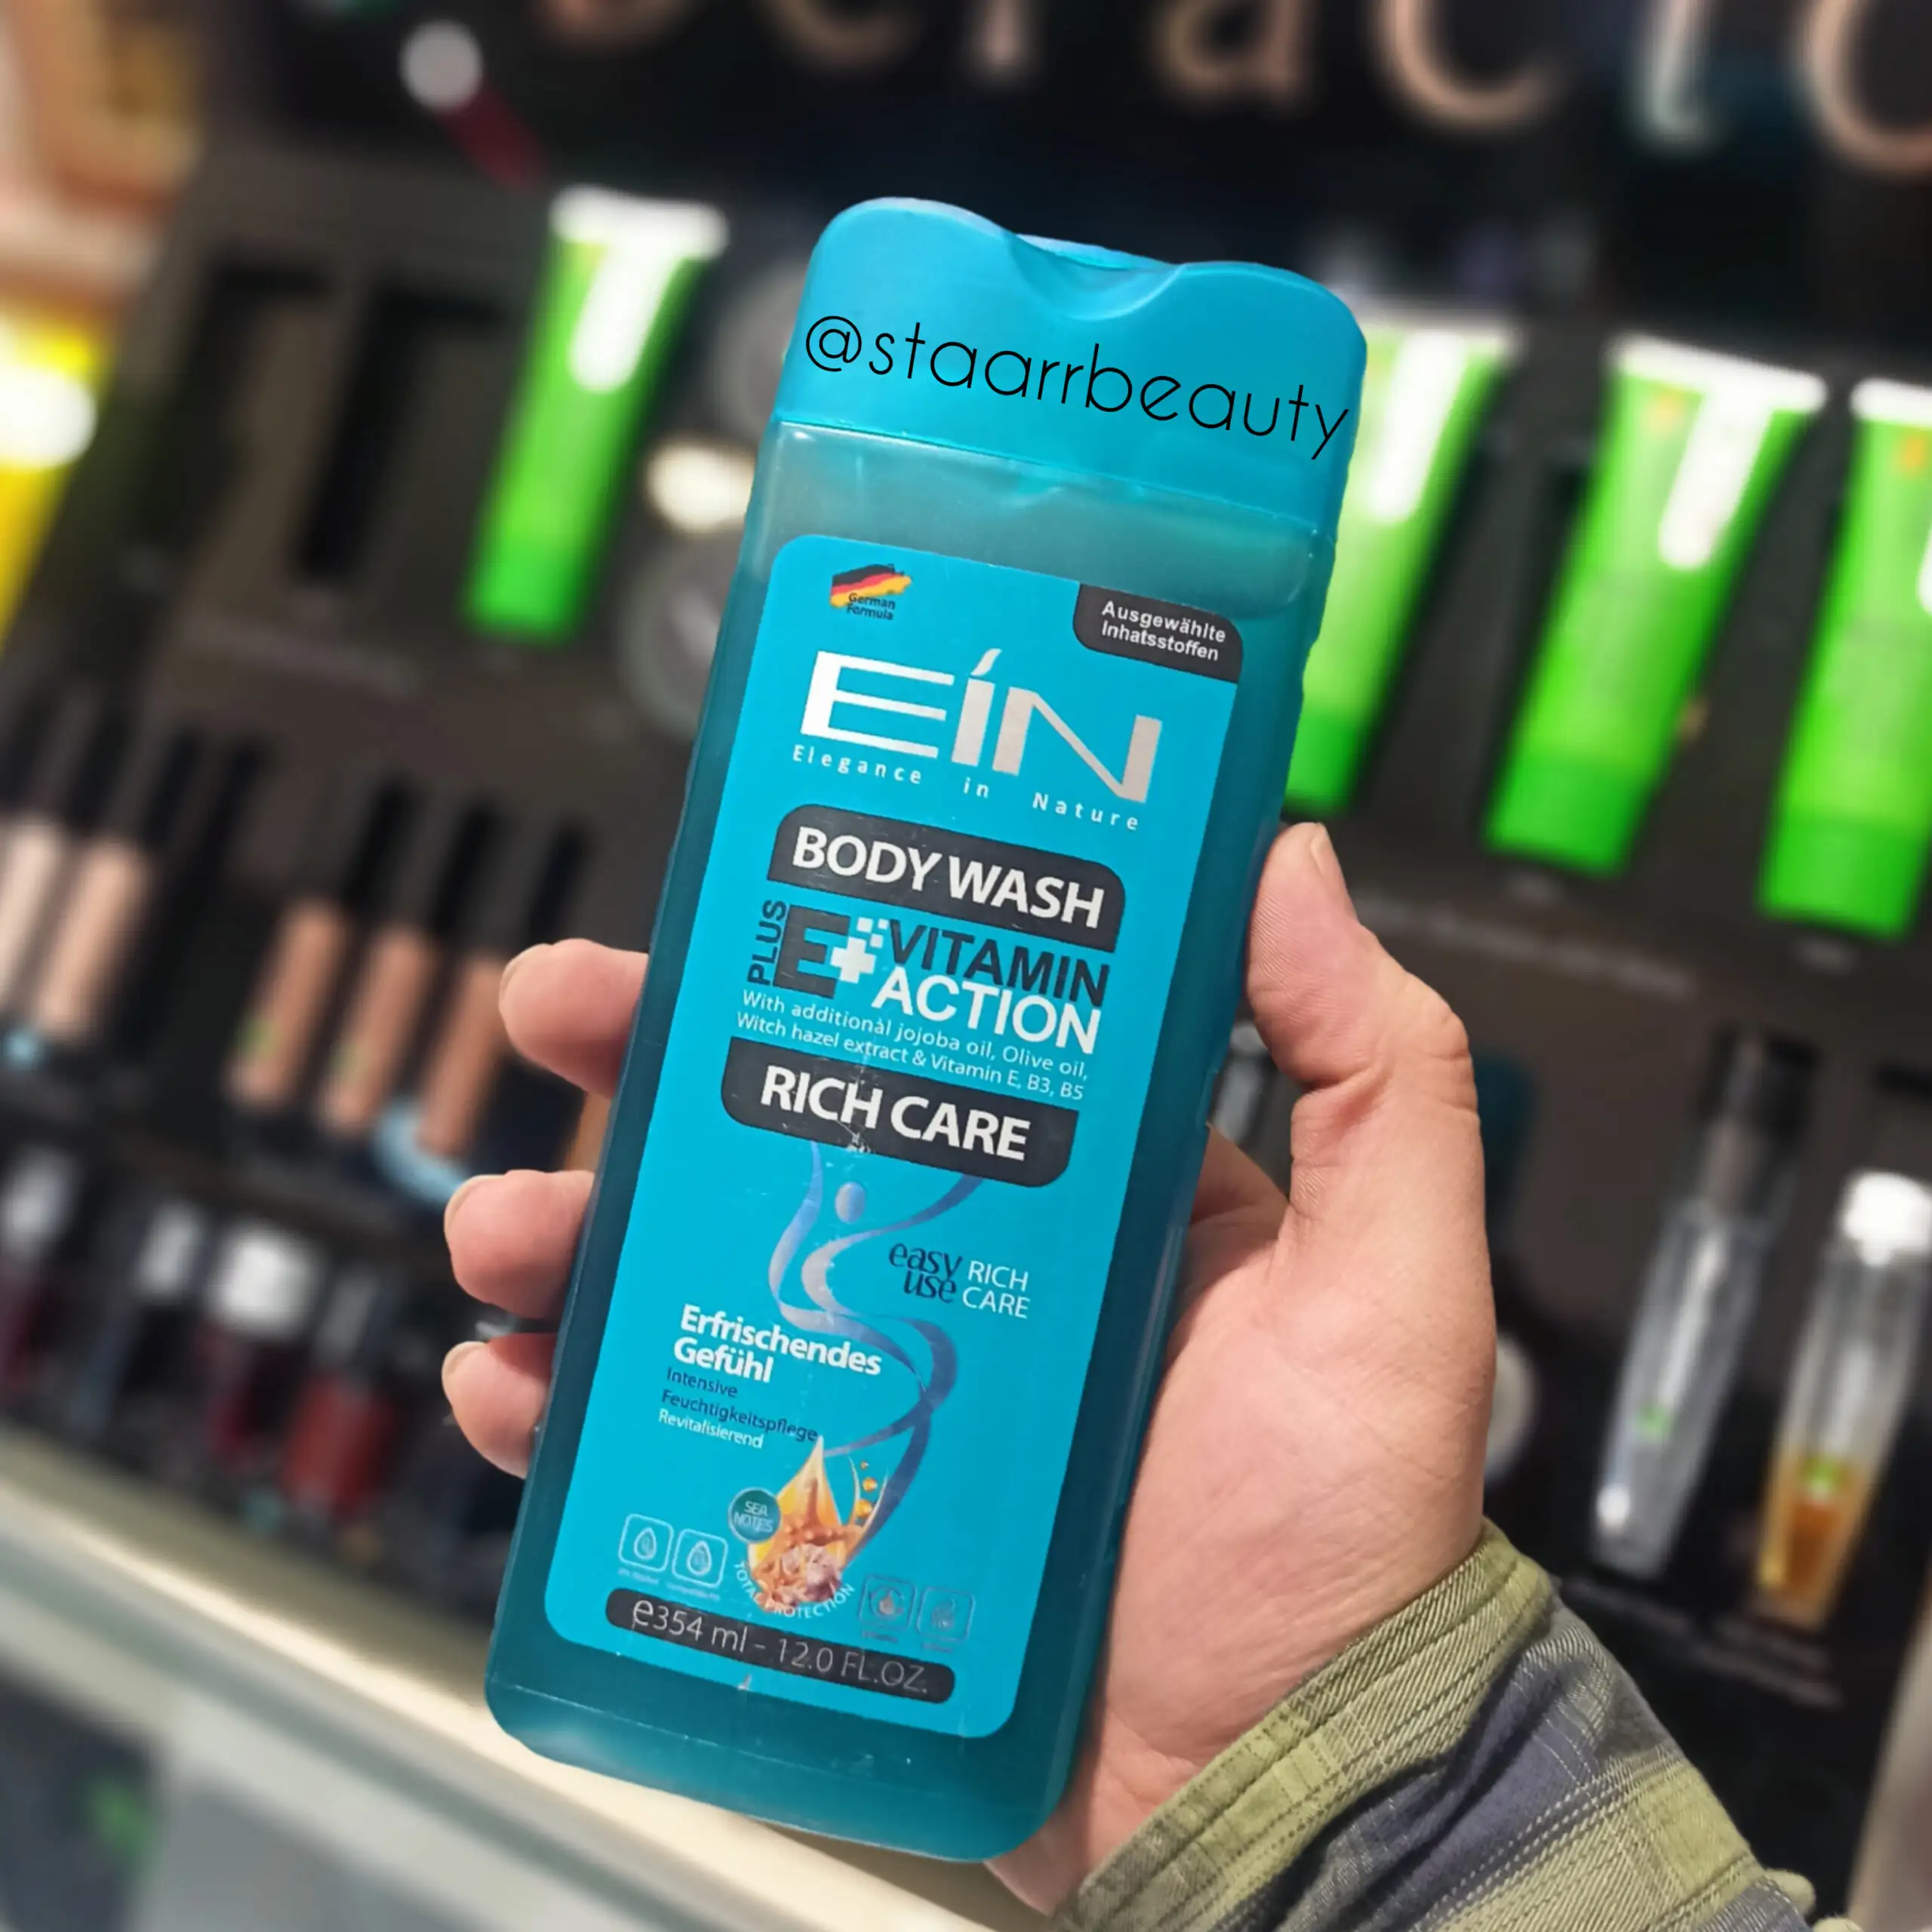 @staarrbeauty
German
Formula
Ausgewählte
Inhatsstoffen
EÍN
Elegance in Nature
BODY WASH
PLUS
E+ VITAMIN
ACTION
With additional jojoba oil, Olive oil,
Witch hazel extract & Vitamin E, B3, B5
RICH CARE
easy
use
RICH
CARE
Erfrischendes
Gefühl
Intensive
Feuchtigkeitspflege
Revitalisierend
SEA
NOTES
TOTAL PROTECTION
e354 ml - 12.0 FL.OZ.